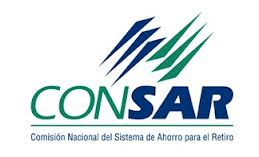 CONSAR
Comisión Nacional del Sistema de Ahorro para el Retiro